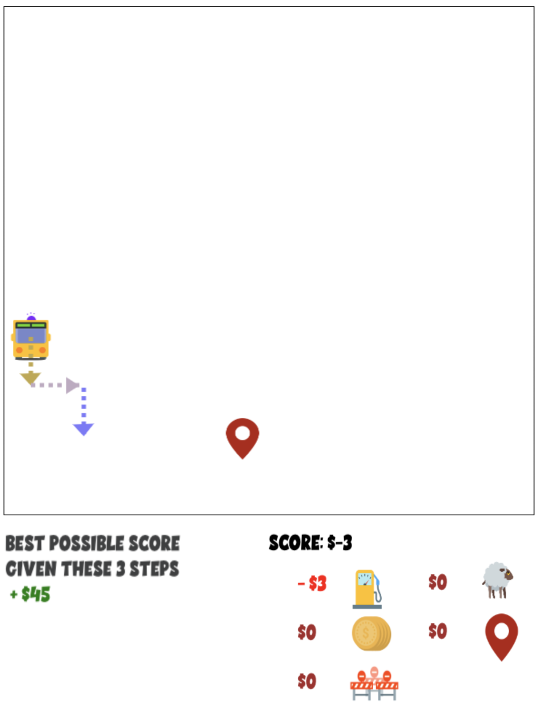 BEST POSSIBLE SCORE
GIVEN THESE 3 STEPS
+ $45
SCORE: $-3
- $3
$0
$0
$0
$0